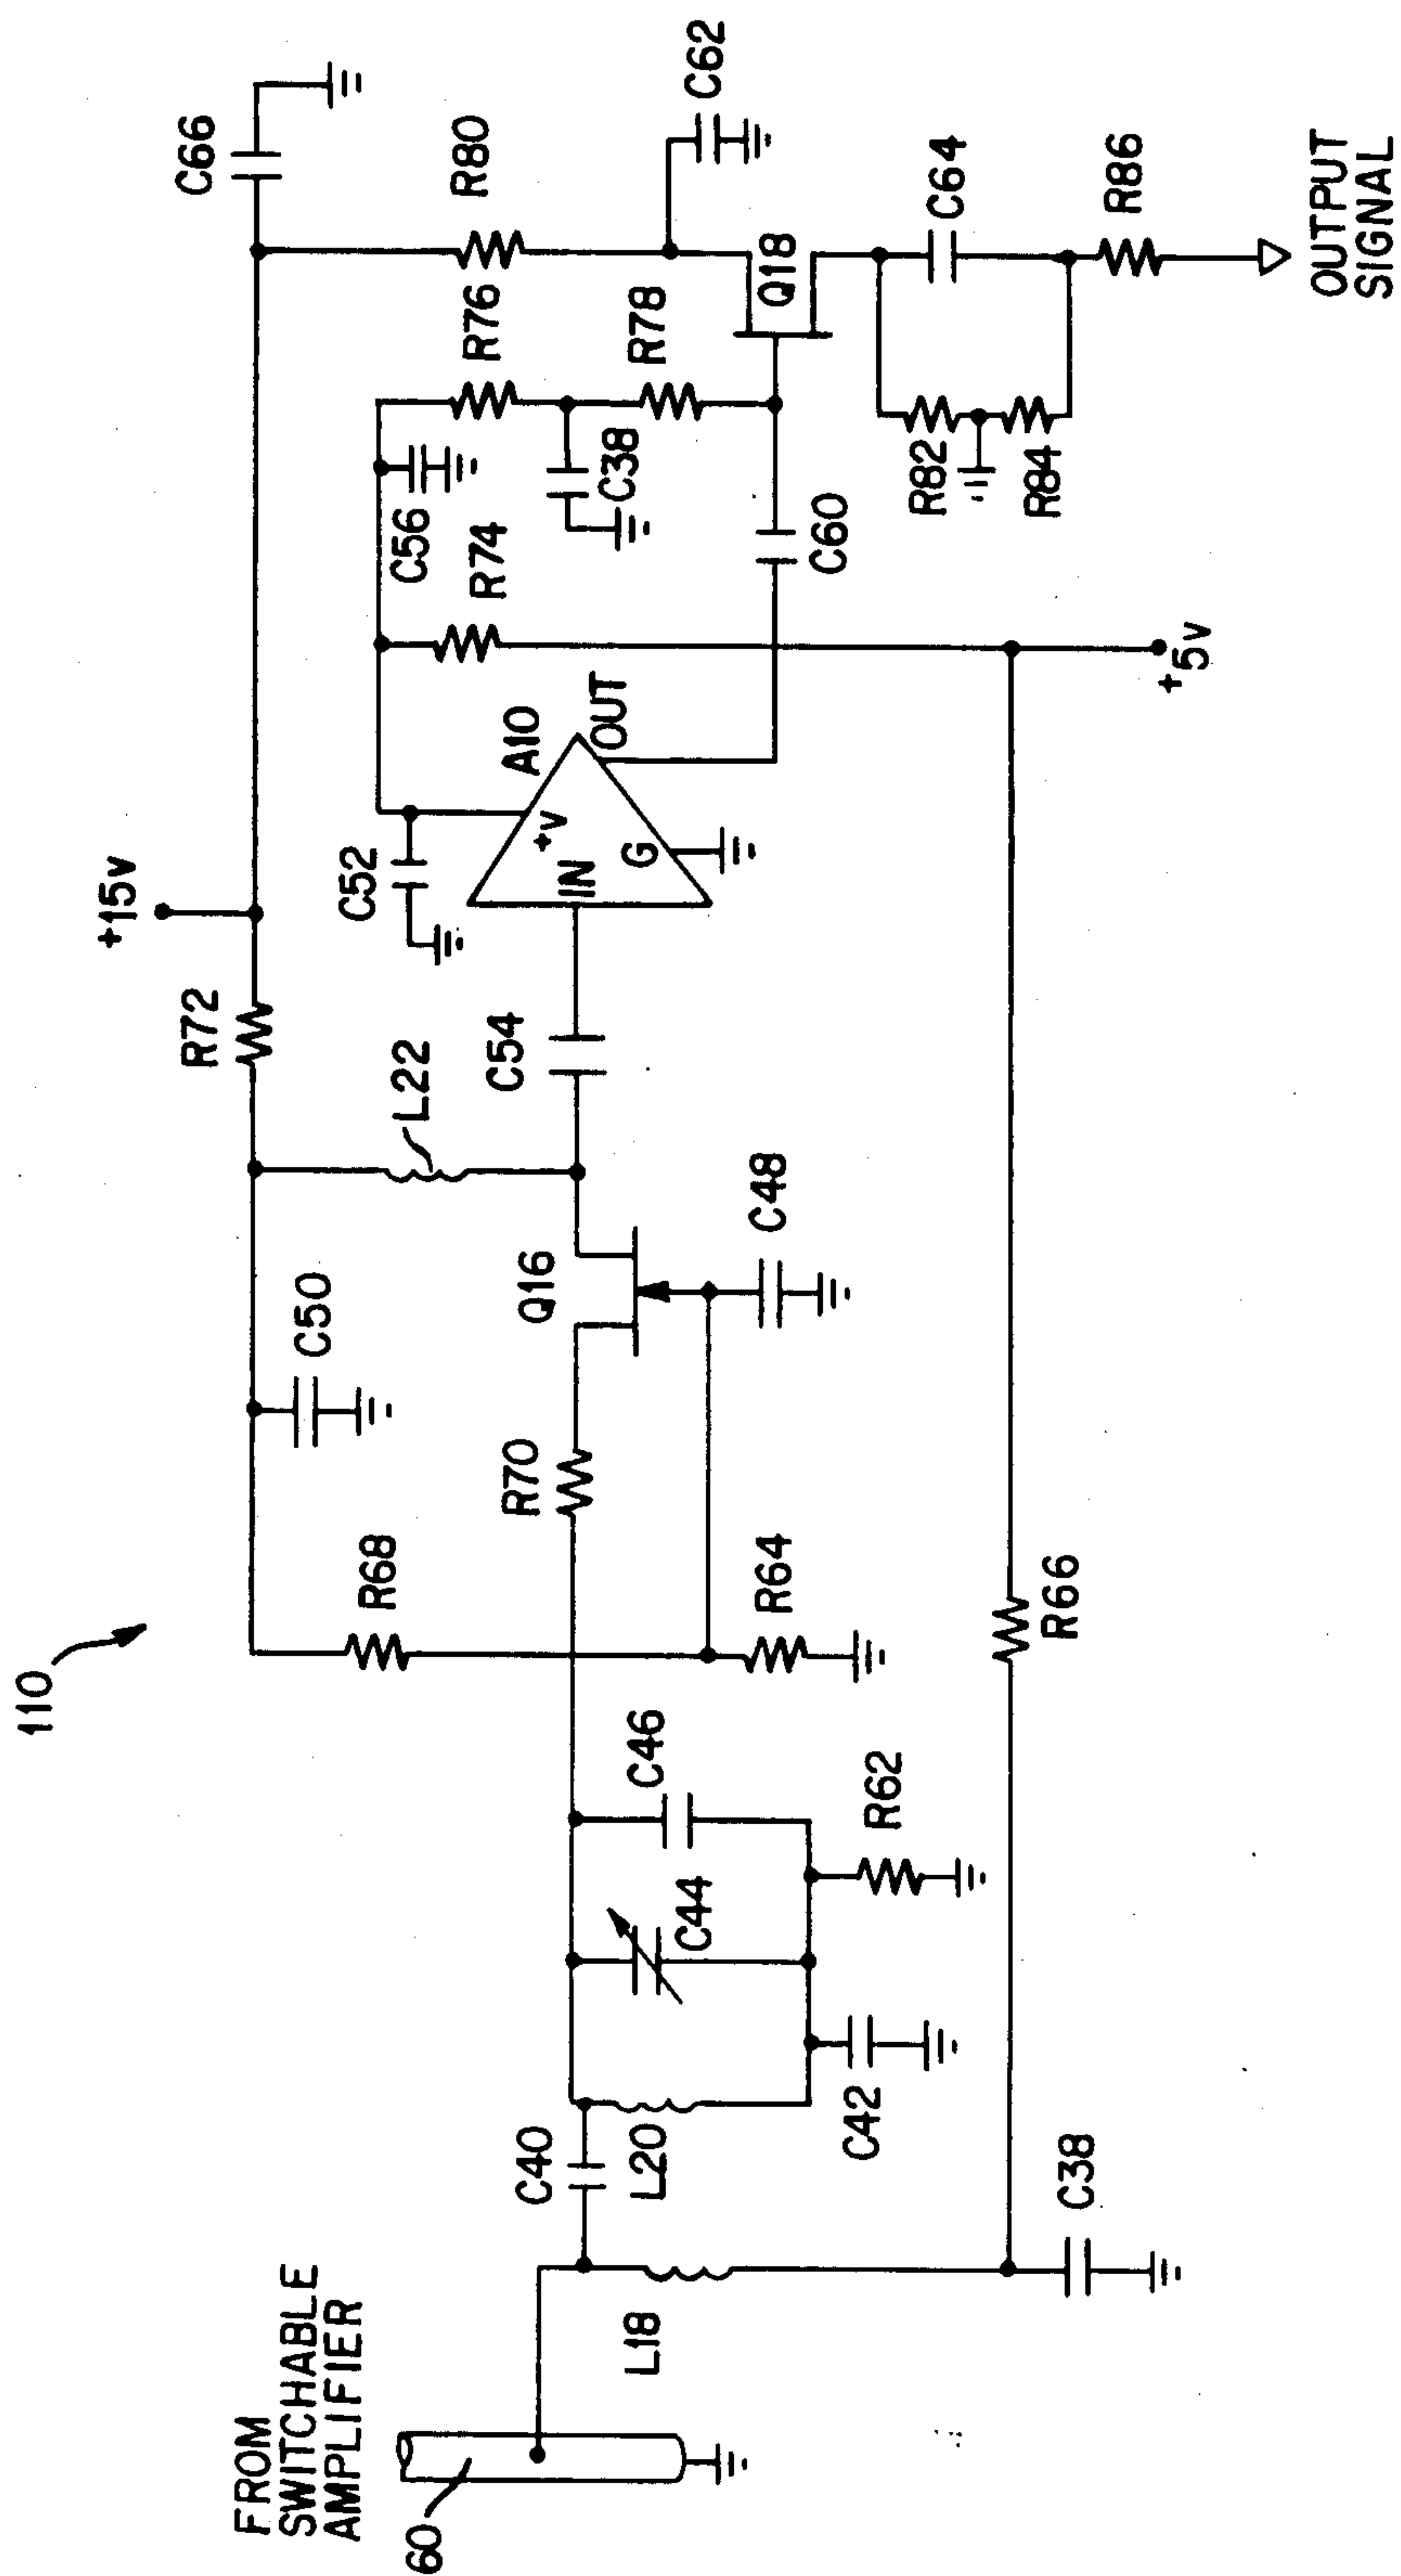 110
+15v
C66
R72
R80
C62
C50
L22
R76
R78
Q18
C64
R86
C56
C38
R74
C60
R82
R84
OUTPUT
SIGNAL
C52
A10
OUT
+v
IN
G
C54
Q16
C48
R68
R70
R64
C46
C44
R62
C40
L20
C42
R66
+5v
C38
L18
FROM
SWITCHABLE
AMPLIFIER
60